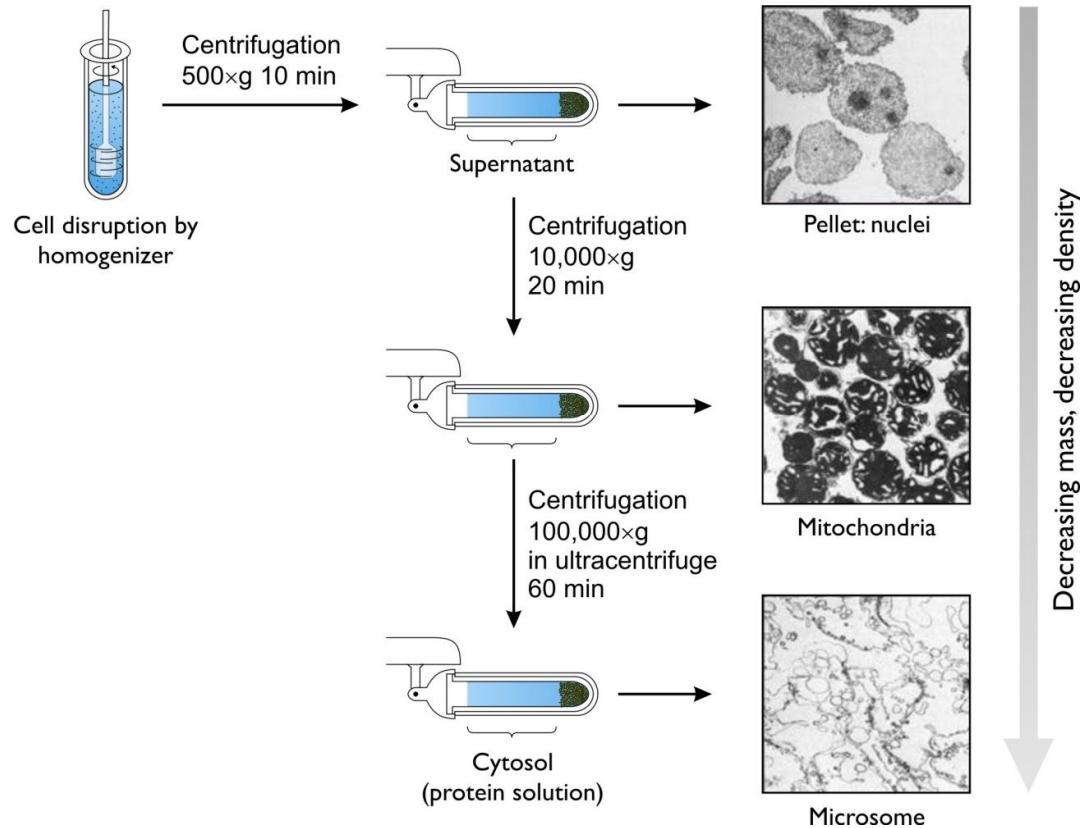 Centrifugation
500×g 10 min
Supernatant
Cell disruption by
homogenizer
Pellet: nuclei
Centrifugation
10,000×g
20 min
Mitochondria
Centrifugation
100,000×g
in ultracentrifuge
60 min
Cytosol
(protein solution)
Microsome
Decreasing mass, decreasing density